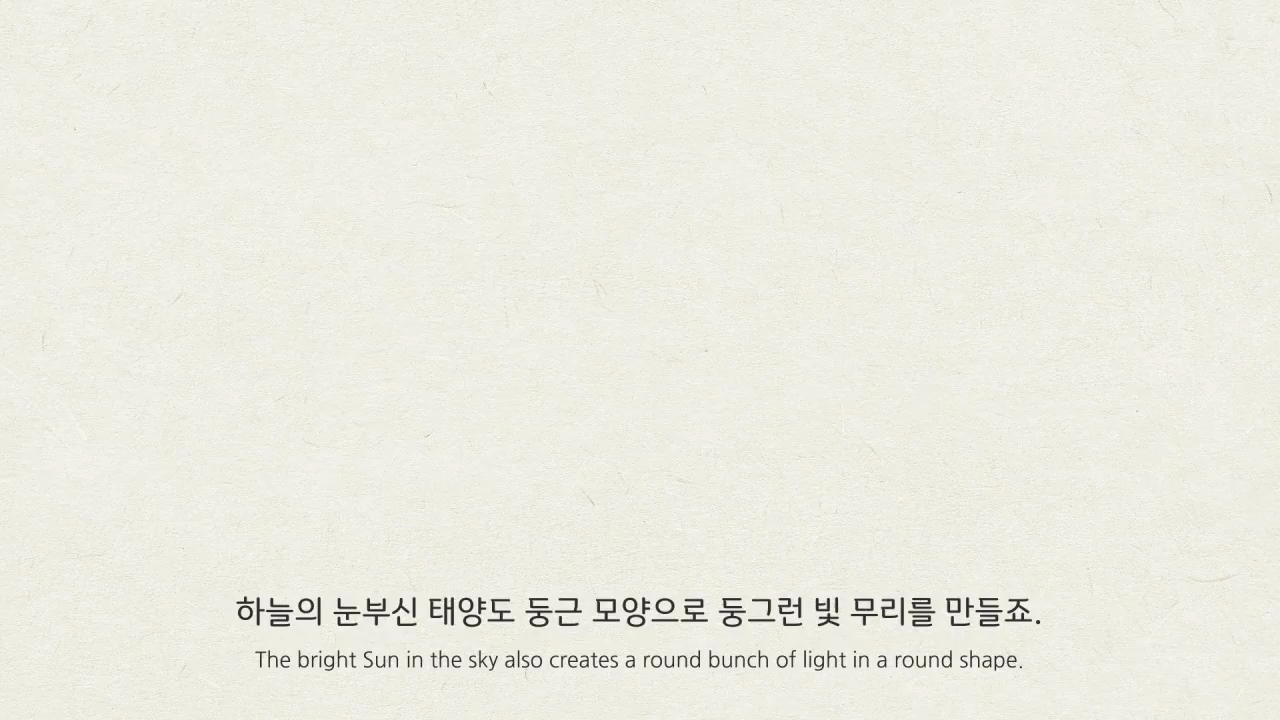 하늘의 눈부신 태양도 둥근 모양으로 둥그런 빛 무리를 만들죠.
The bright Sun in the sky also creates a round bunch of light in a round shape.